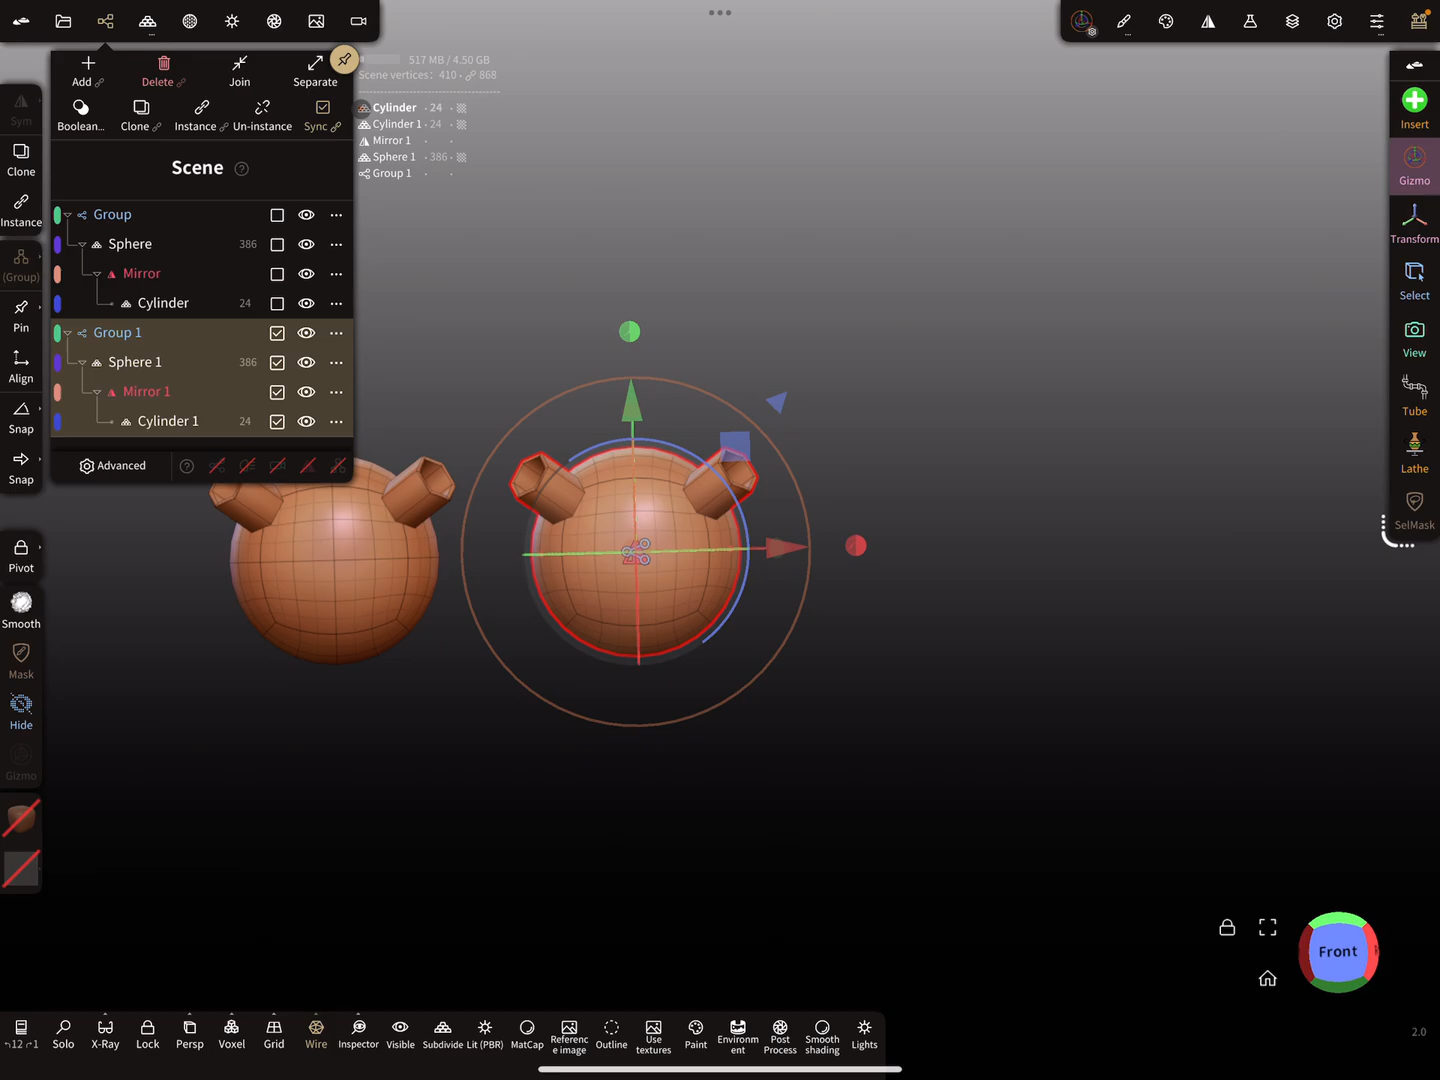 517 MB / 4.50 GB
Scene vertices: 410 · 868
Cylinder · 24 ·
Cylinder 1 · 24 ·
Mirror 1 · ·
Sphere 1 · 386 ·
Group 1 · ·
Add
Delete
Join
Separate
Boolean...
Clone
Instance
Un-instance
Sync
Scene
Group
Sphere 386
Mirror
Cylinder 24
Group 1
Sphere 1 386
Mirror 1
Cylinder 1 24
Advanced
Sym
Clone
Instance
(Group)
Pin
Align
Snap
Snap
Pivot
Smooth
Mask
Hide
Gizmo
Insert
Gizmo
Transform
Select
View
Tube
Lathe
SelMask
Front
2.0
12 1
Solo
X-Ray
Lock
Persp
Voxel
Grid
Wire
Inspector
Visible
Subdivide
Lit (PBR)
MatCap
Referenc
e image
Outline
Use
textures
Paint
Environm
ent
Post
Process
Smooth
shading
Lights